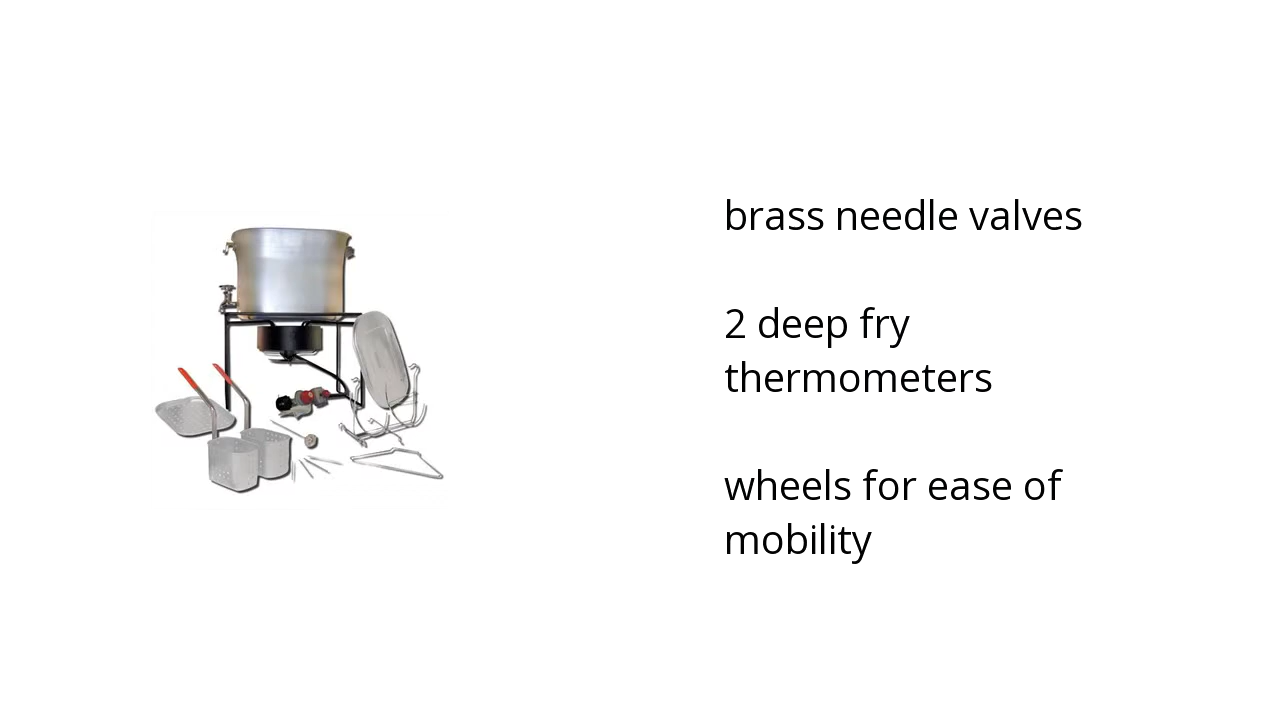 brass needle valves
2 deep fry
thermometers
wheels for ease of
mobility